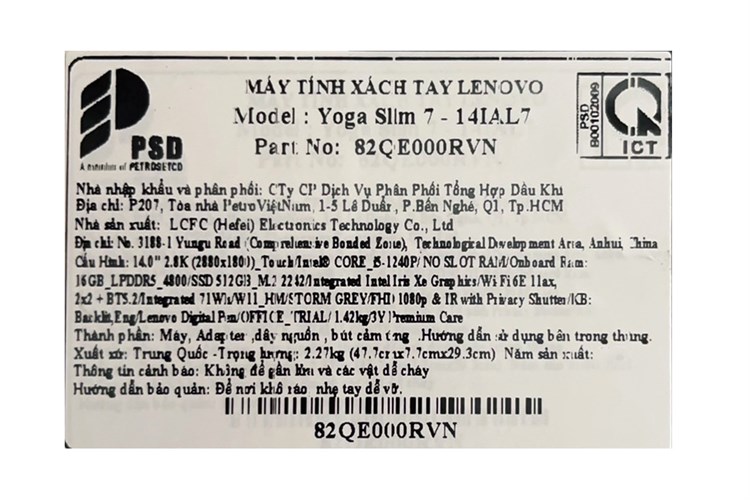 MÁY TÍNH XÁCH TAY LENOVO
Model : Yoga Slim 7 - 14IAL7
Part No: 82QE000RVN
PSD
A member of PETROSETCO
PSD
B00102009
ICT
Nhà nhập khẩu và phân phối: CTy CP Dịch Vụ Phân Phối Tổng Hợp Dầu Khí
Địa chỉ: P207, Tòa nhà PetroViệtNam, 1-5 Lê Duẩn, P.Bến Nghé, Q1, Tp.HCM
Nhà sản xuất: LCFC (Hefei) Electronics Technology Co., Ltd
Địa chỉ: No. 3188-1 Yungu Road (Comprehensive Bonded Zone), Technological Development Area, Anhui, China
Cấu Hình: 14.0" 2.8K (2880x1800)_Touch/Intel® CORE_i5-1240P/ NO SLOT RAM/Onboard Ram:
16GB_LPDDR5_4800/SSD 512GB_M.2 2242/Integrated Intel Iris Xe Graphics/Wi Fi 6E 11ax,
2x2 + BT5.2/Integrated 71Wh/W11_HM/STORM GREY/FHD 1080p & IR with Privacy Shutter/KB:
Backlit,Eng/Lenovo Digital Pen/OFFICE_TRIAL/ 1.42kg/3Y Premium Care
Thành phần: Máy, Adapter ,dây nguồn , bút cảm ứng .Hướng dẫn sử dụng bên trong thùng.
Xuất xứ: Trung Quốc -Trọng lượng: 2.27kg (47.7cmx7.7cmx29.3cm) Năm sản xuất:
Thông tin cảnh báo: Không để gần lửa và các vật dễ cháy
Hướng dẫn bảo quản: Để nơi khô ráo nhẹ tay dễ vỡ.
82QE000RVN